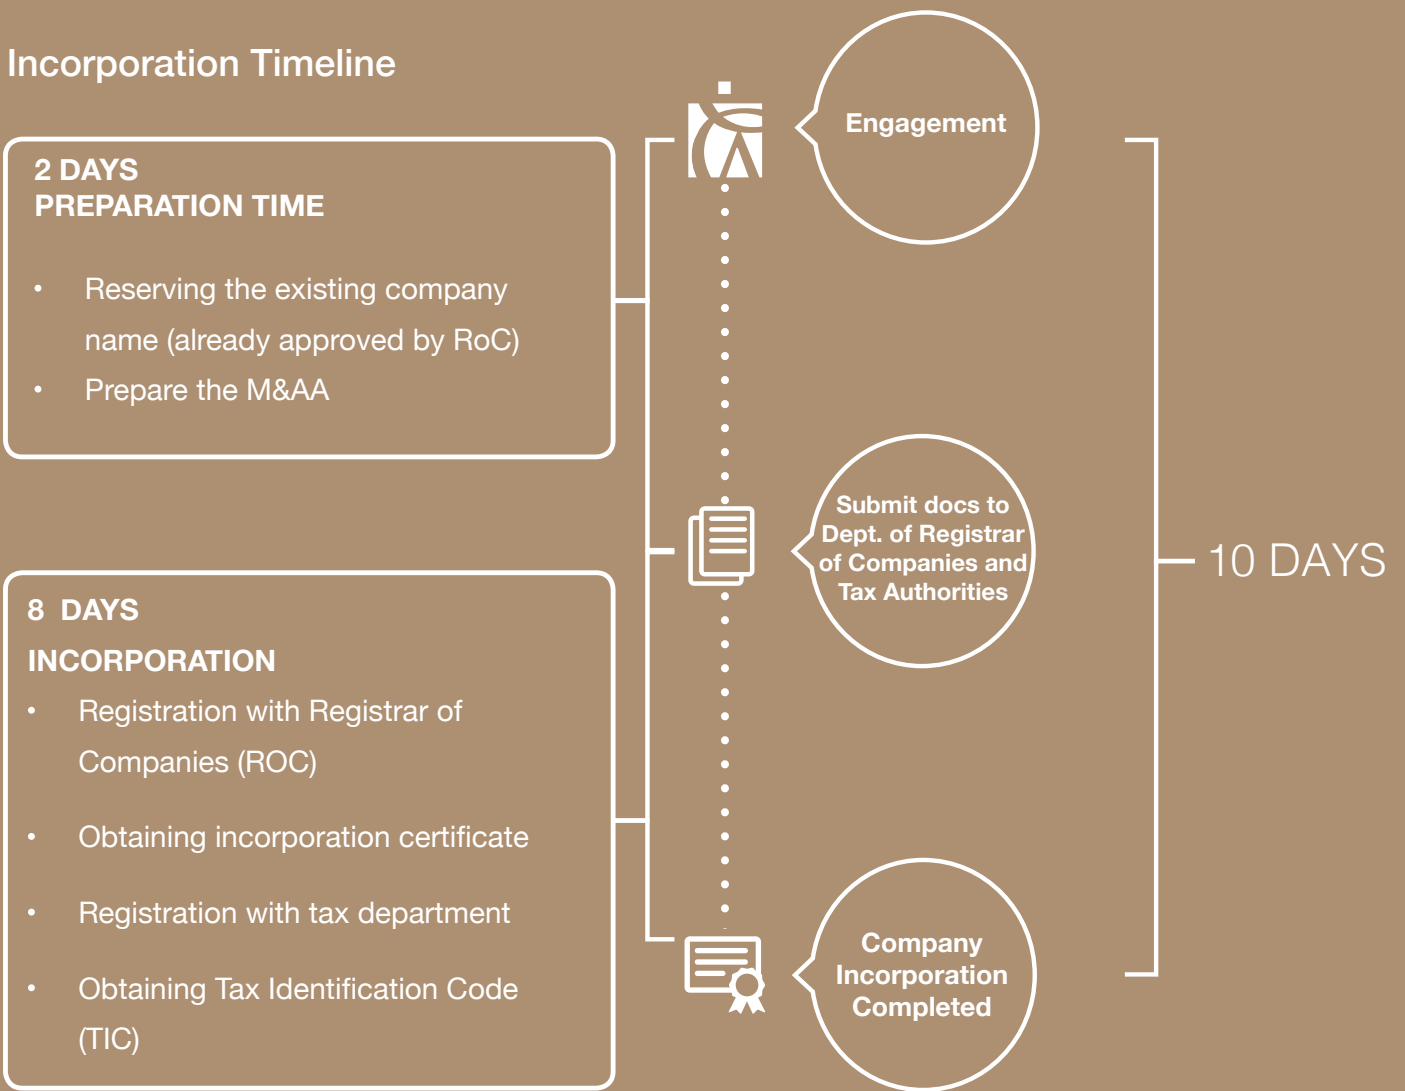 Incorporation Timeline
2 DAYS
PREPARATION TIME
• Reserving the existing company
name (already approved by RoC)
• Prepare the M&AA
8 DAYS
INCORPORATION
• Registration with Registrar of
Companies (ROC)
• Obtaining incorporation certificate
• Registration with tax department
• Obtaining Tax Identification Code
(TIC)
Engagement
Submit docs to
Dept. of Registrar
of Companies and
Tax Authorities
Company
Incorporation
Completed
10 DAYS